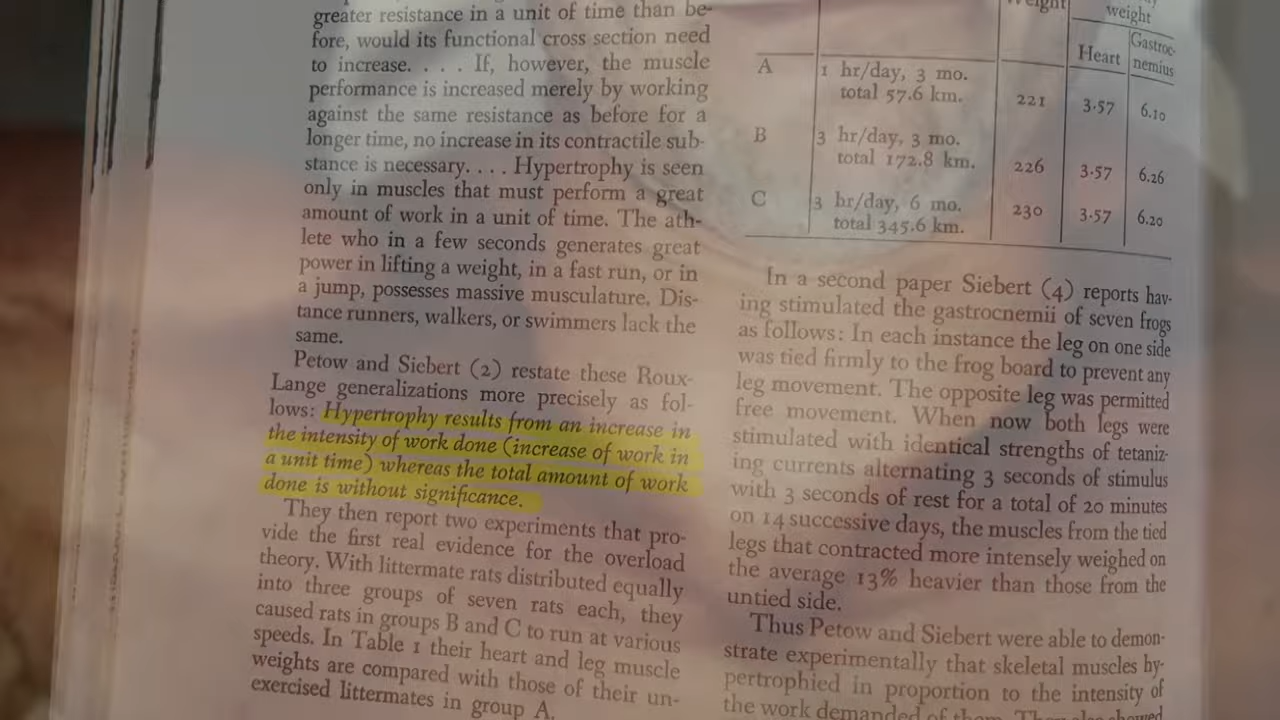 greater resistance in a unit of time than be-
fore, would its functional cross section need
to increase. . . . If, however, the muscle
performance is increased merely by working
against the same resistance as before for a
longer time, no increase in its contractile sub-
stance is necessary. . . . Hypertrophy is seen
only in muscles that must perform a great
amount of work in a unit of time. The ath-
lete who in a few seconds generates great
power in lifting a weight, in a fast run, or in
a jump, possesses massive musculature. Dis-
tance runners, walkers, or swimmers lack the
same.
Petow and Siebert (2) restate these Roux-
Lange generalizations more precisely as fol-
lows: Hypertrophy results from an increase in
the intensity of work done (increase of work in
a unit time) whereas the total amount of work
done is without significance.
They then report two experiments that pro-
vide the first real evidence for the overload
theory. With littermate rats distributed equally
into three groups of seven rats each, they
caused rats in groups B and C to run at various
speeds. In Table 1 their heart and leg muscle
weights are compared with those of their un-
exercised littermates in group A.
weight
Heart Gastroc-
nemius
A 1 hr/day, 3 mo.
total 57.6 km. 221 3.57 6.10
B 3 hr/day, 3 mo.
total 172.8 km. 226 3.57 6.26
C 3 hr/day, 6 mo.
total 345.6 km. 230 3.57 6.20
In a second paper Siebert (4) reports hav-
ing stimulated the gastrocnemii of seven frogs
as follows: In each instance the leg on one side
was tied firmly to the frog board to prevent any
leg movement. The opposite leg was permitted
free movement. When now both legs were
stimulated with identical strengths of tetaniz-
ing currents alternating 3 seconds of stimulus
with 3 seconds of rest for a total of 20 minutes
on 14 successive days, the muscles from the tied
legs that contracted more intensely weighed on
the average 13% heavier than those from the
untied side.
Thus Petow and Siebert were able to demon-
strate experimentally that skeletal muscles hy-
pertrophied in proportion to the intensity of
the work demanded of them. They also showed